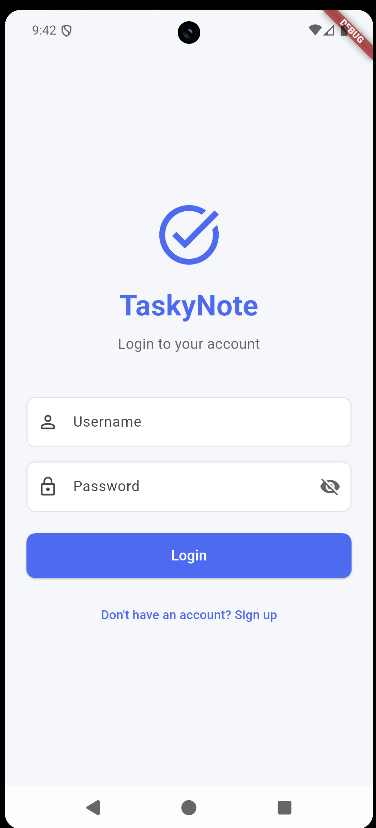 9:42
DEBUG
TaskyNote
Login to your account
Username
Password
Login
Don't have an account? Sign up